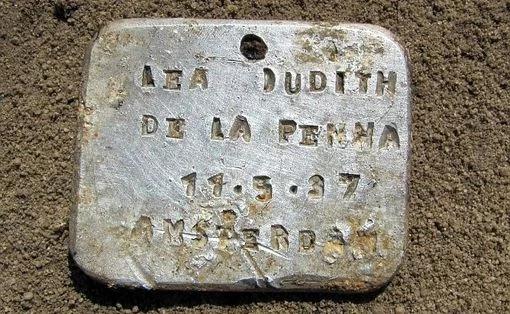 LEA JUDITH
DE LA PENHA
11.5.37
AMSTERDAM